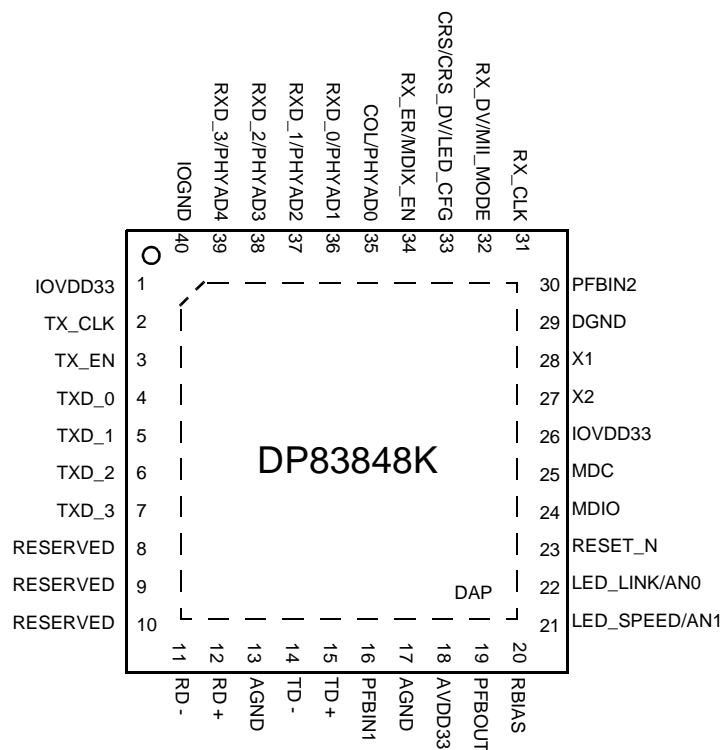 IOGND
RXD_3/PHYAD4
RXD_2/PHYAD3
RXD_1/PHYAD2
RXD_0/PHYAD1
COL/PHYAD0
RX_ER/MDIX_EN
CRS/CRS_DV/LED_CFG
RX_DV/MII_MODE
RX_CLK
40
39
38
37
36
35
34
33
32
31
IOVDD33 1
TX_CLK 2
TX_EN 3
TXD_0 4
TXD_1 5
TXD_2 6
TXD_3 7
RESERVED 8
RESERVED 9
RESERVED 10
DP83848K
DAP
30 PFBIN2
29 DGND
28 X1
27 X2
26 IOVDD33
25 MDC
24 MDIO
23 RESET_N
22 LED_LINK/AN0
21 LED_SPEED/AN1
11
12
13
14
15
16
17
18
19
20
RD -
RD +
AGND
TD -
TD +
PFBIN1
AGND
AVDD33
PFBOUT
RBIAS